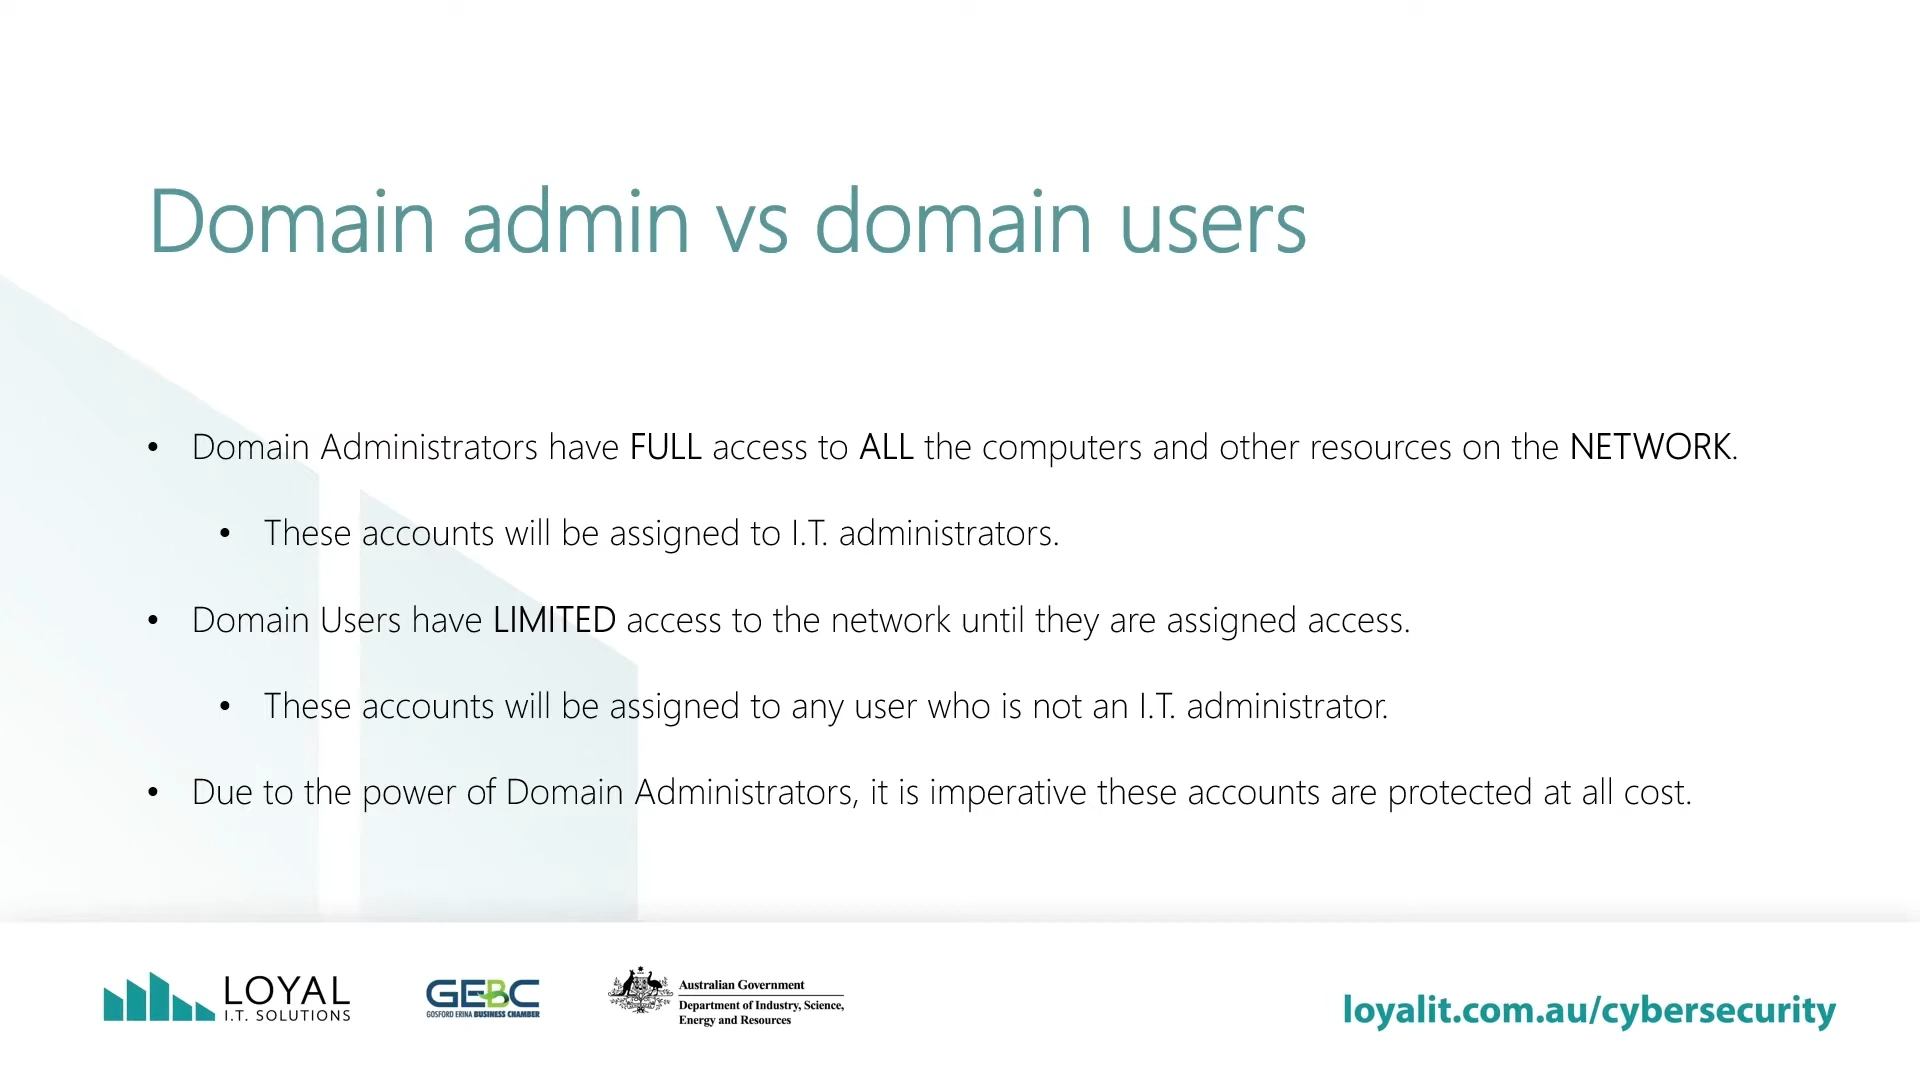 Domain admin vs domain users
• Domain Administrators have FULL access to ALL the computers and other resources on the NETWORK.
• These accounts will be assigned to I.T. administrators.
• Domain Users have LIMITED access to the network until they are assigned access.
• These accounts will be assigned to any user who is not an I.T. administrator.
• Due to the power of Domain Administrators, it is imperative these accounts are protected at all cost.
LOYAL
I.T. SOLUTIONS
GEBC
GOSFORD ERINA BUSINESS CHAMBER
Australian Government
Department of Industry, Science,
Energy and Resources
loyalit.com.au/cybersecurity